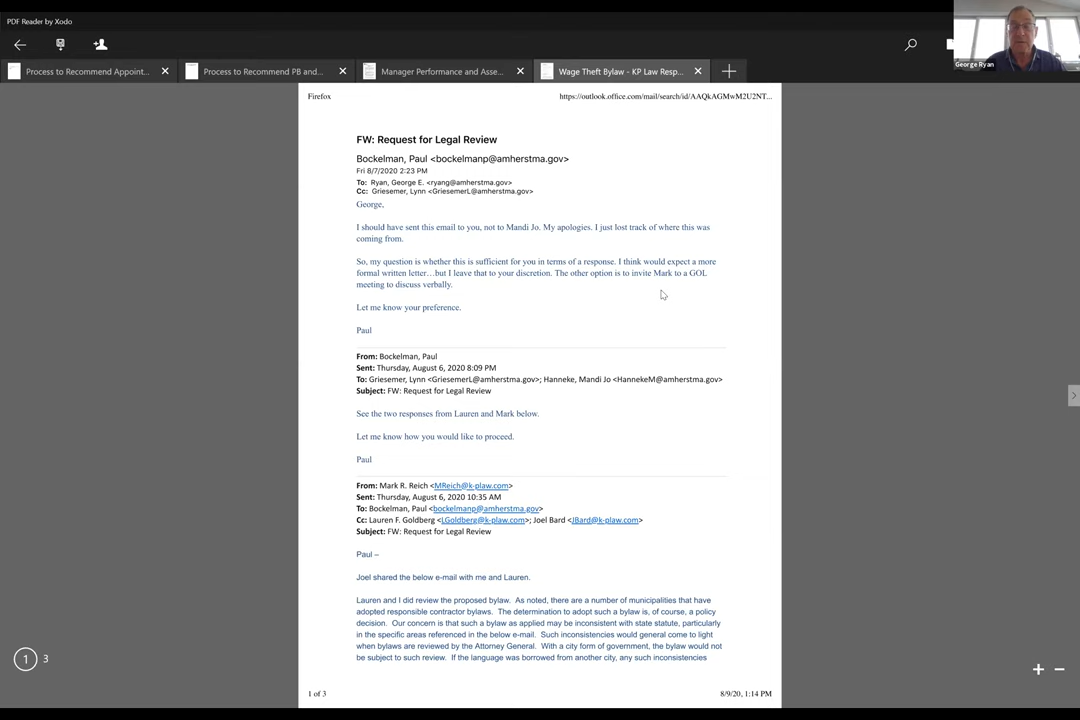 PDF Reader by Xodo
George Ryan
Process to Recommend Appoint...
Process to Recommend PB and...
Manager Performance and Asse...
Wage Theft Bylaw - KP Law Resp...
Firefox
https://outlook.office.com/mail/search/id/AAQkAGMwM2U2NT...
FW: Request for Legal Review
Bockelman, Paul <bockelmanp@amherstma.gov>
Fri 8/7/2020 2:23 PM
To: Ryan, George E. <ryang@amherstma.gov>
Cc: Griesemer, Lynn <GriesemerL@amherstma.gov>
George,
I should have sent this email to you, not to Mandi Jo. My apologies. I just lost track of where this was
coming from.
So, my question is whether this is sufficient for you in terms of a response. I think would expect a more
formal written letter…but I leave that to your discretion. The other option is to invite Mark to a GOL
meeting to discuss verbally.
Let me know your preference.
Paul
From: Bockelman, Paul
Sent: Thursday, August 6, 2020 8:09 PM
To: Griesemer, Lynn <GriesemerL@amherstma.gov>; Hanneke, Mandi Jo <HannekeM@amherstma.gov>
Subject: FW: Request for Legal Review
See the two responses from Lauren and Mark below.
Let me know how you would like to proceed.
Paul
From: Mark R. Reich <MReich@k-plaw.com>
Sent: Thursday, August 6, 2020 10:35 AM
To: Bockelman, Paul <bockelmanp@amherstma.gov>
Cc: Lauren F. Goldberg <LGoldberg@k-plaw.com>; Joel Bard <JBard@k-plaw.com>
Subject: FW: Request for Legal Review
Paul –
Joel shared the below e-mail with me and Lauren.
Lauren and I did review the proposed bylaw. As noted, there are a number of municipalities that have
adopted responsible contractor bylaws. The determination to adopt such a bylaw is, of course, a policy
decision. Our concern is that such a bylaw as applied may be inconsistent with state statute, particularly
in the specific areas referenced in the below e-mail. Such inconsistencies would general come to light
when bylaws are reviewed by the Attorney General. With a city form of government, the bylaw would not
be subject to such review. If the language was borrowed from another city, any such inconsistencies
1 3
1 of 3
8/9/20, 1:14 PM